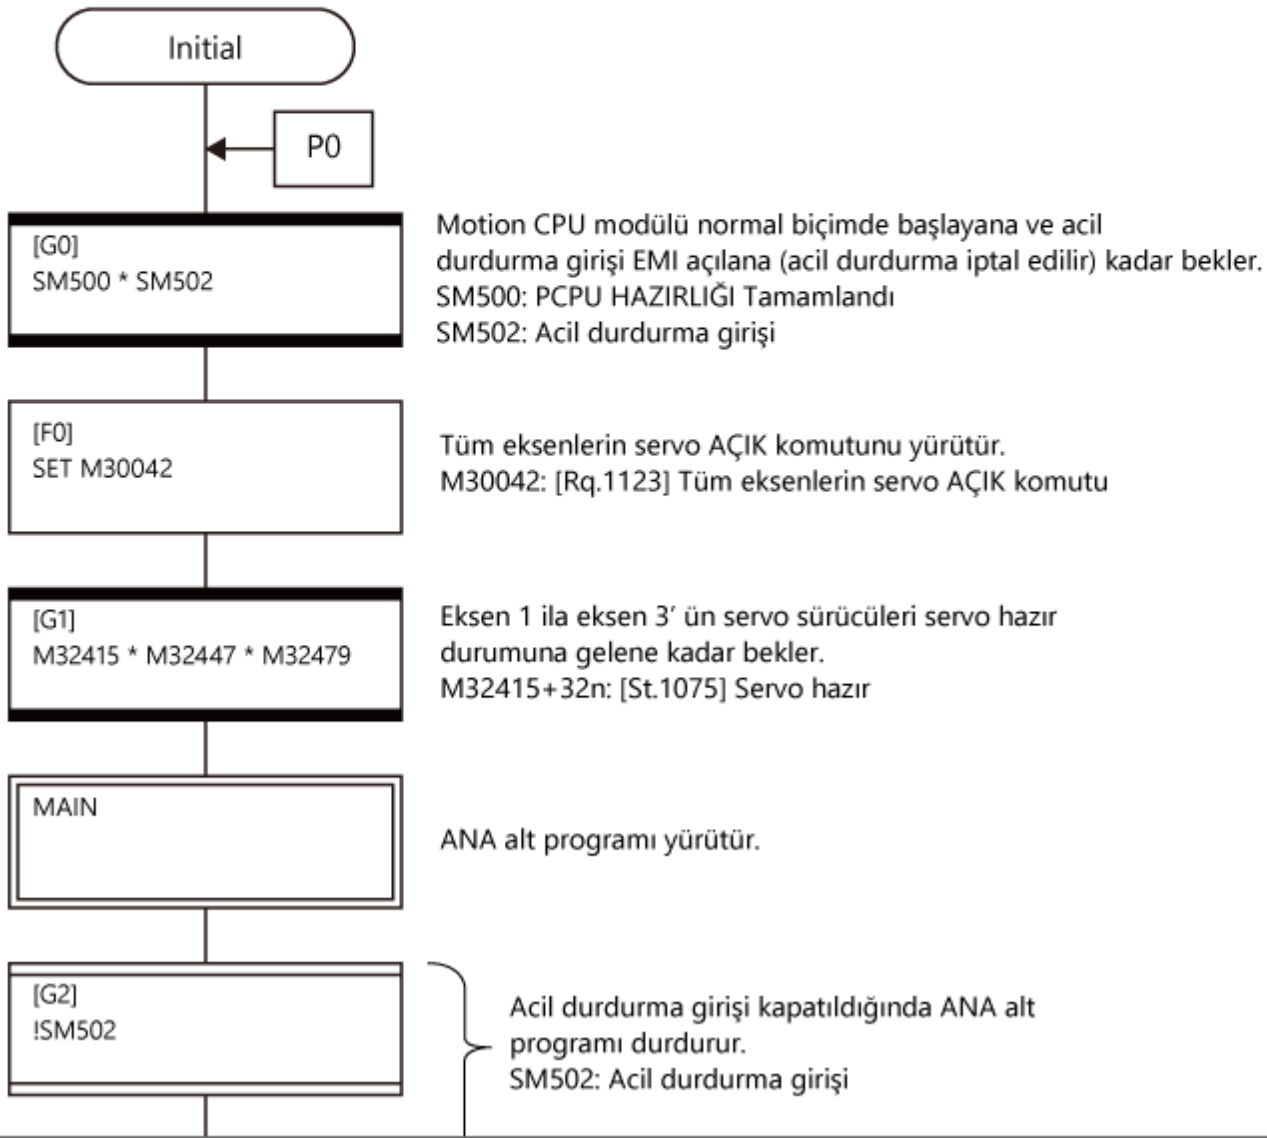 Initial
P0
[G0]
SM500 * SM502
Motion CPU modülü normal biçimde başlayana ve acil
durdurma girişi EMI açılana (acil durdurma iptal edilir) kadar bekler.
SM500: PCPU HAZIRLIĞI Tamamlandı
SM502: Acil durdurma girişi
[F0]
SET M30042
Tüm eksenlerin servo AÇIK komutunu yürütür.
M30042: [Rq.1123] Tüm eksenlerin servo AÇIK komutu
[G1]
M32415 * M32447 * M32479
Eksen 1 ila eksen 3’ ün servo sürücüleri servo hazır
durumuna gelene kadar bekler.
M32415+32n: [St.1075] Servo hazır
MAIN
ANA alt programı yürütür.
[G2]
!SM502
Acil durdurma girişi kapatıldığında ANA alt
programı durdurur.
SM502: Acil durdurma girişi